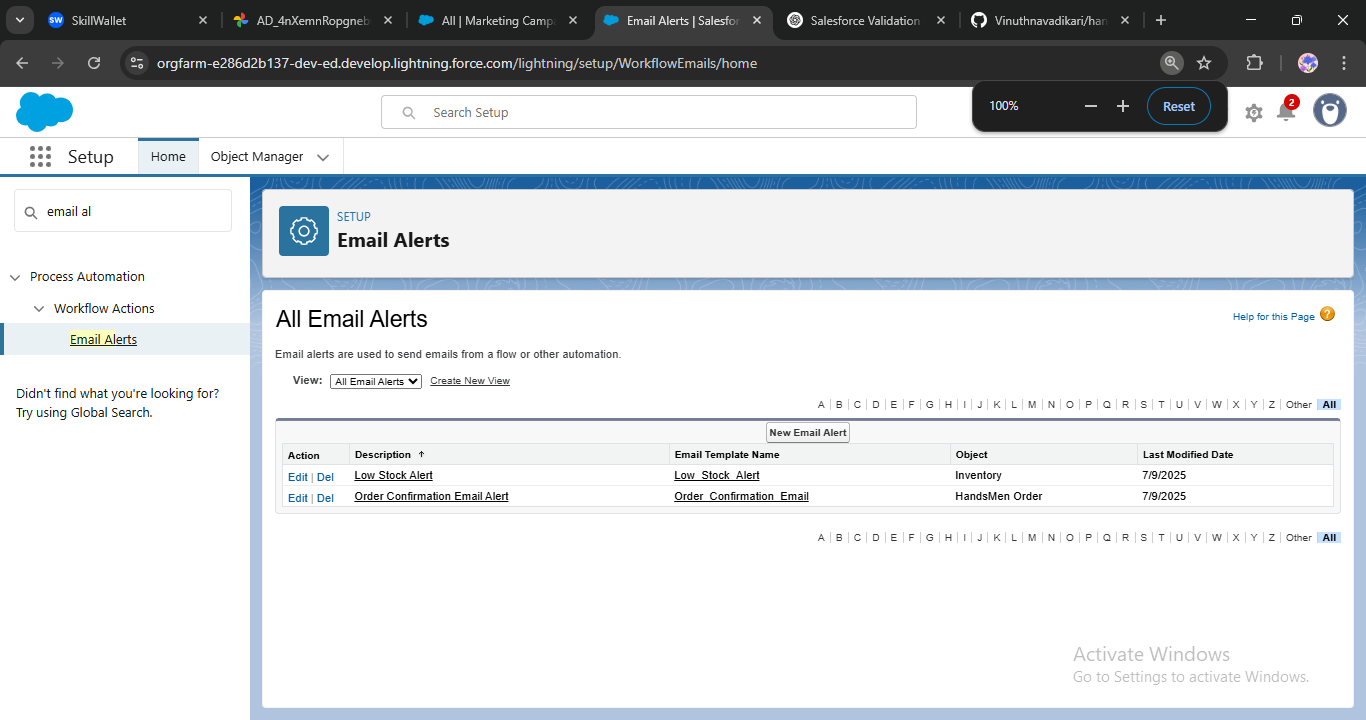 SW SkillWallet
AD_4nXemnRopgneb
All | Marketing Camp
Email Alerts | Salesfor
Salesforce Validation
Vinuthnavadikari/han
orgfarm-e286d2b137-dev-ed.develop.lightning.force.com/lightning/setup/WorkflowEmails/home
100%
Reset
Search Setup
2
Setup
Home
Object Manager
email al
Process Automation
Workflow Actions
Email Alerts
Didn't find what you're looking for?
Try using Global Search.
SETUP
Email Alerts
All Email Alerts
Help for this Page ?
Email alerts are used to send emails from a flow or other automation.
View: All Email Alerts Create New View
A | B | C | D | E | F | G | H | I | J | K | L | M | N | O | P | Q | R | S | T | U | V | W | X | Y | Z | Other All
New Email Alert
Action Description ↑ Email Template Name Object Last Modified Date
Edit | Del Low Stock Alert Low_Stock_Alert Inventory 7/9/2025
Edit | Del Order Confirmation Email Alert Order_Confirmation_Email HandsMen Order 7/9/2025
A | B | C | D | E | F | G | H | I | J | K | L | M | N | O | P | Q | R | S | T | U | V | W | X | Y | Z | Other All
Activate Windows
Go to Settings to activate Windows.